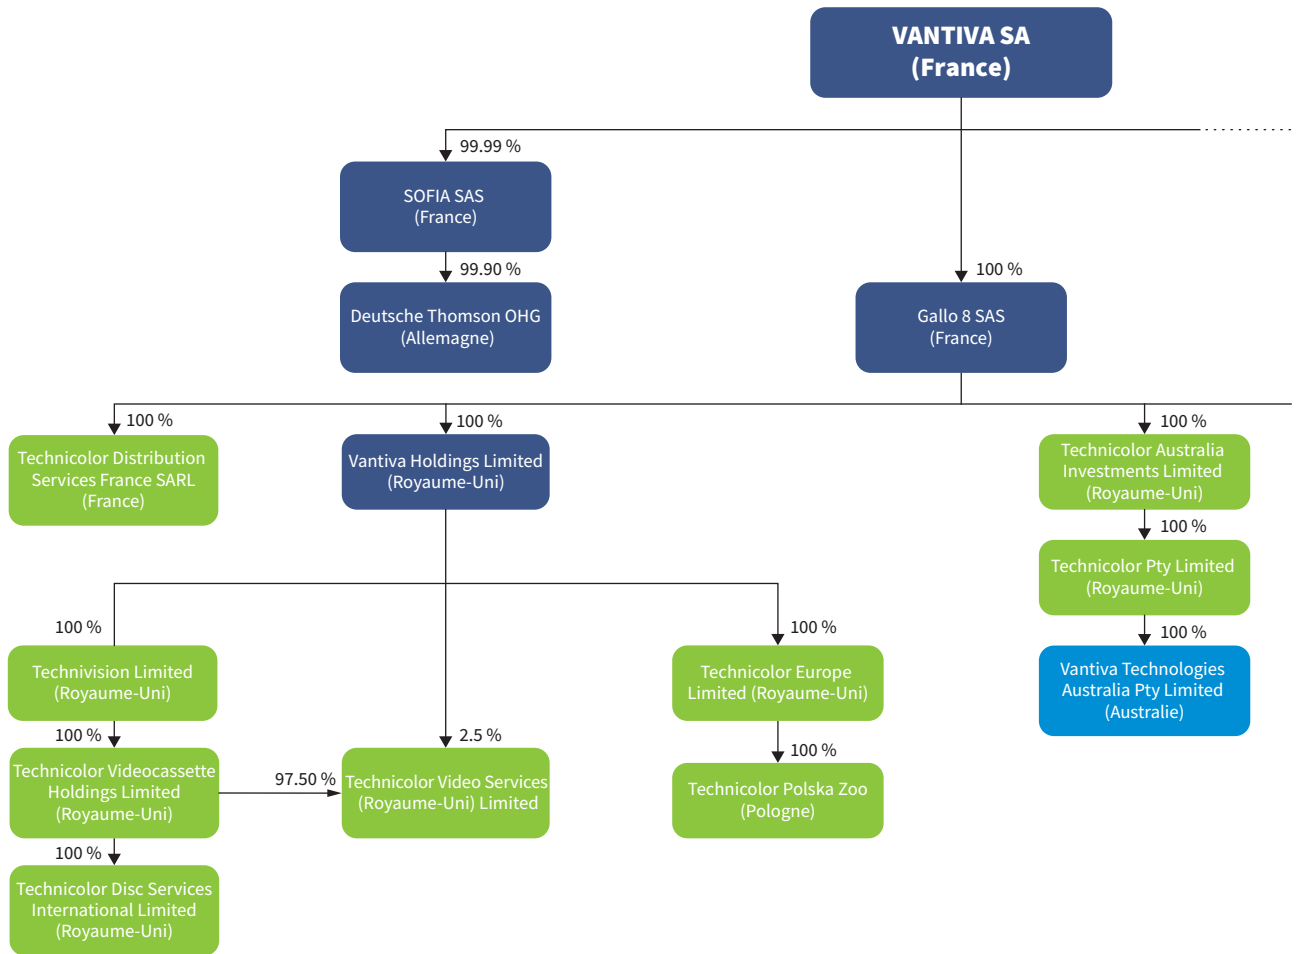 VANTIVA SA
(France)
99.99 %
SOFIA SAS
(France)
99.90 %
100 %
Deutsche Thomson OHG
(Allemagne)
Gallo 8 SAS
(France)
100 %
100 %
100 %
Technicolor Distribution
Services France SARL
(France)
Vantiva Holdings Limited
(Royaume-Uni)
Technicolor Australia
Investments Limited
(Royaume-Uni)
100 %
Technicolor Pty Limited
(Royaume-Uni)
100 %
100 %
100 %
Technivision Limited
(Royaume-Uni)
Technicolor Europe
Limited (Royaume-Uni)
Vantiva Technologies
Australia Pty Limited
(Australie)
100 %
2.5 %
100 %
Technicolor Videocassette
Holdings Limited
(Royaume-Uni)
97.50 %
Technicolor Video Services
(Royaume-Uni) Limited
Technicolor Polska Zoo
(Pologne)
100 %
Technicolor Disc Services
International Limited
(Royaume-Uni)